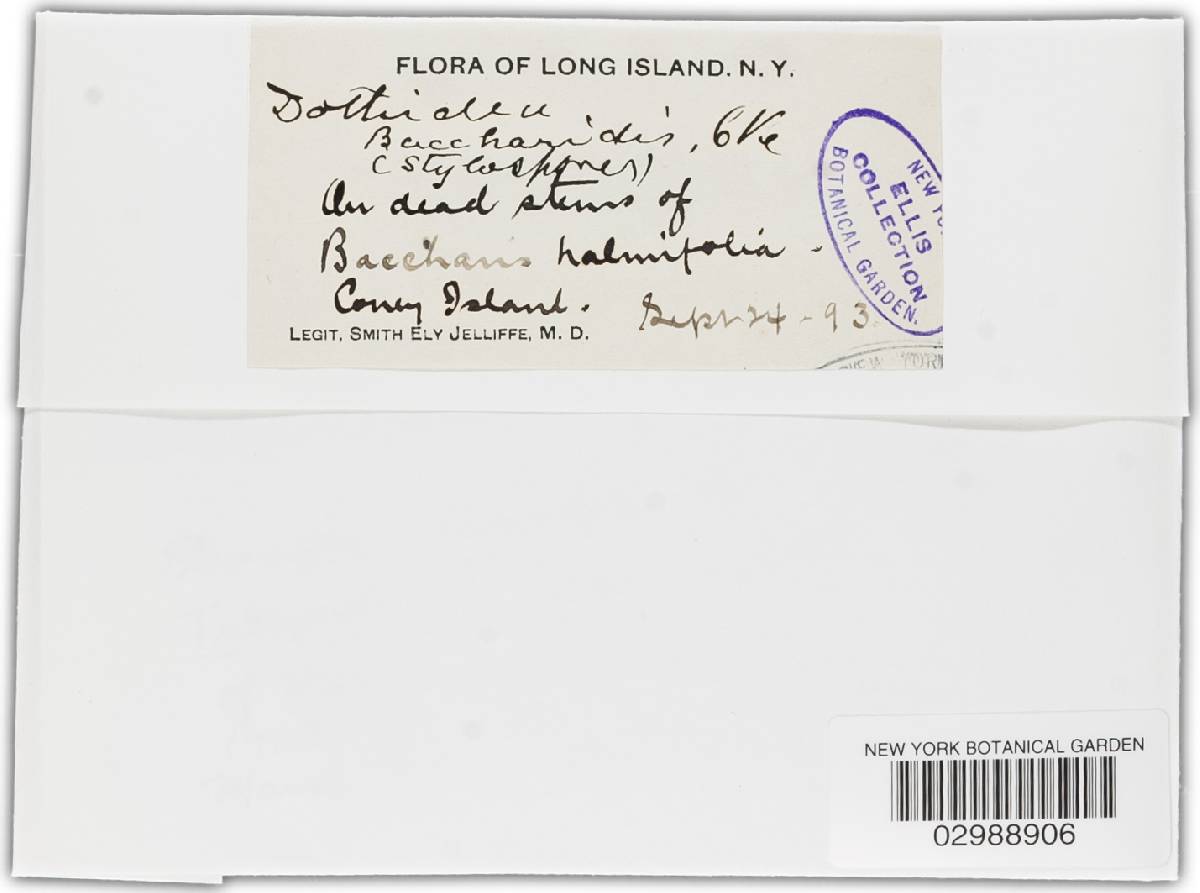 FLORA OF LONG ISLAND. N. Y.
Dothidea
Baccharidis, Cke
(Stylospores)
On dead stems of
Baccharis halmifolia -
Coney Island. Sept 24 - 93
LEGIT, SMITH ELY JELLIFFE, M. D.
NEW YO
ELLIS
COLLECTION
BOTANICAL GARDEN.
NEW YORK BOTANICAL GARDEN
02988906